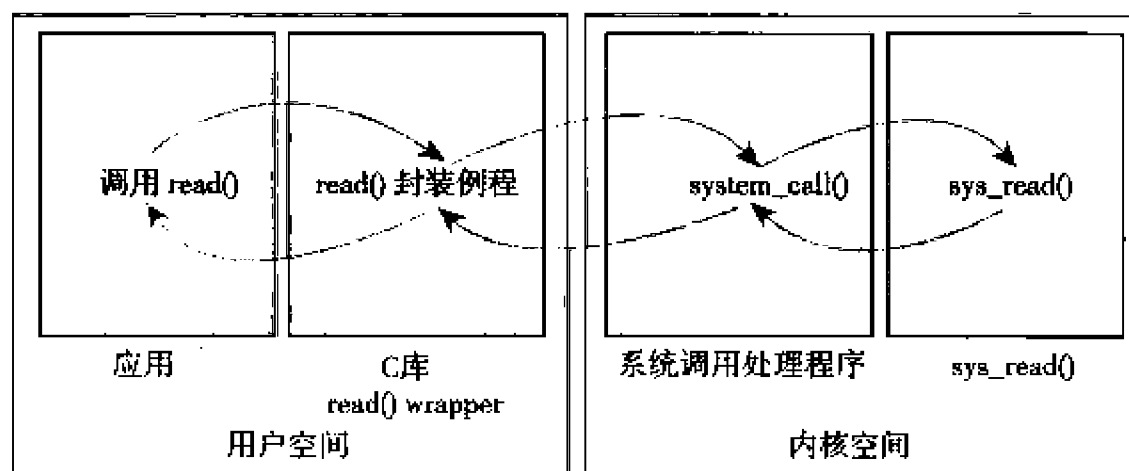 调用 read()
read() 封装例程
system_call()
sys_read()
应用
C库
read() wrapper
系统调用处理程序
sys_read()
用户空间
内核空间